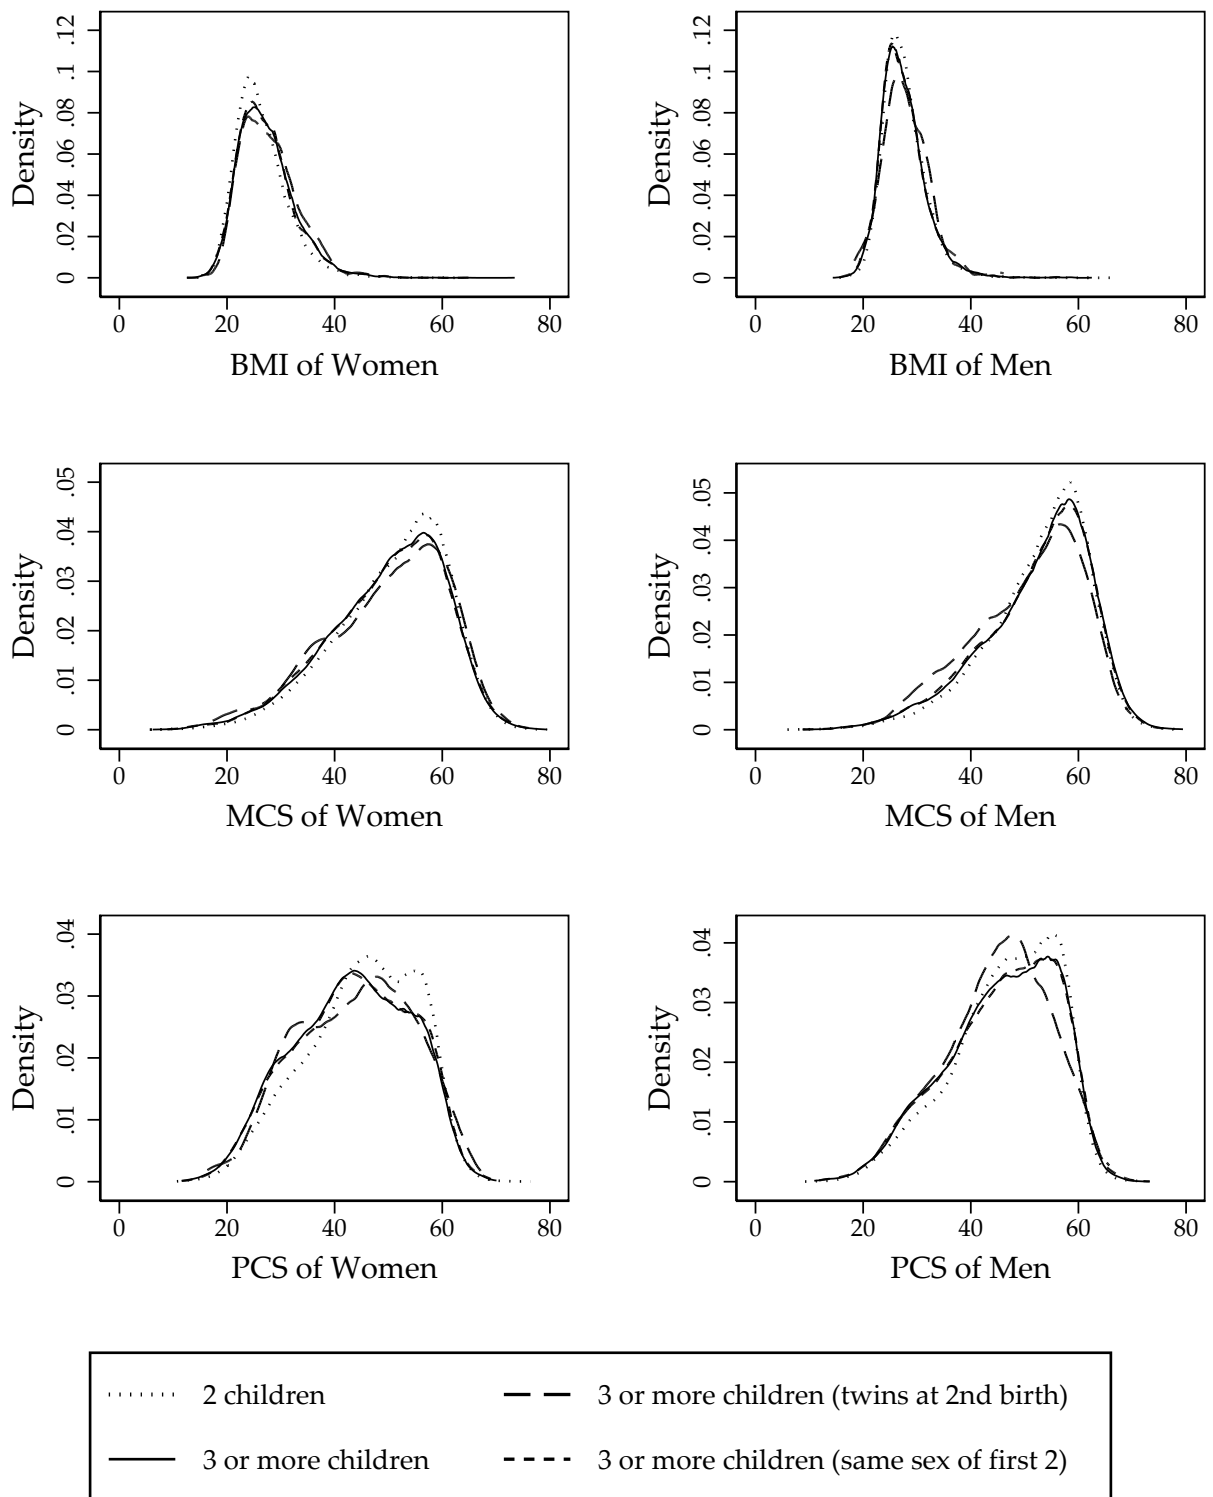 Density
0 .02 .04 .06 .08 .1 .12
0 20 40 60 80
BMI of Women
Density
0 .02 .04 .06 .08 .1 .12
0 20 40 60 80
BMI of Men
Density
0 .01 .02 .03 .04 .05
0 20 40 60 80
MCS of Women
Density
0 .01 .02 .03 .04 .05
0 20 40 60 80
MCS of Men
Density
0 .01 .02 .03 .04
0 20 40 60 80
PCS of Women
Density
0 .01 .02 .03 .04
0 20 40 60 80
PCS of Men
2 children
3 or more children (twins at 2nd birth)
3 or more children
3 or more children (same sex of first 2)